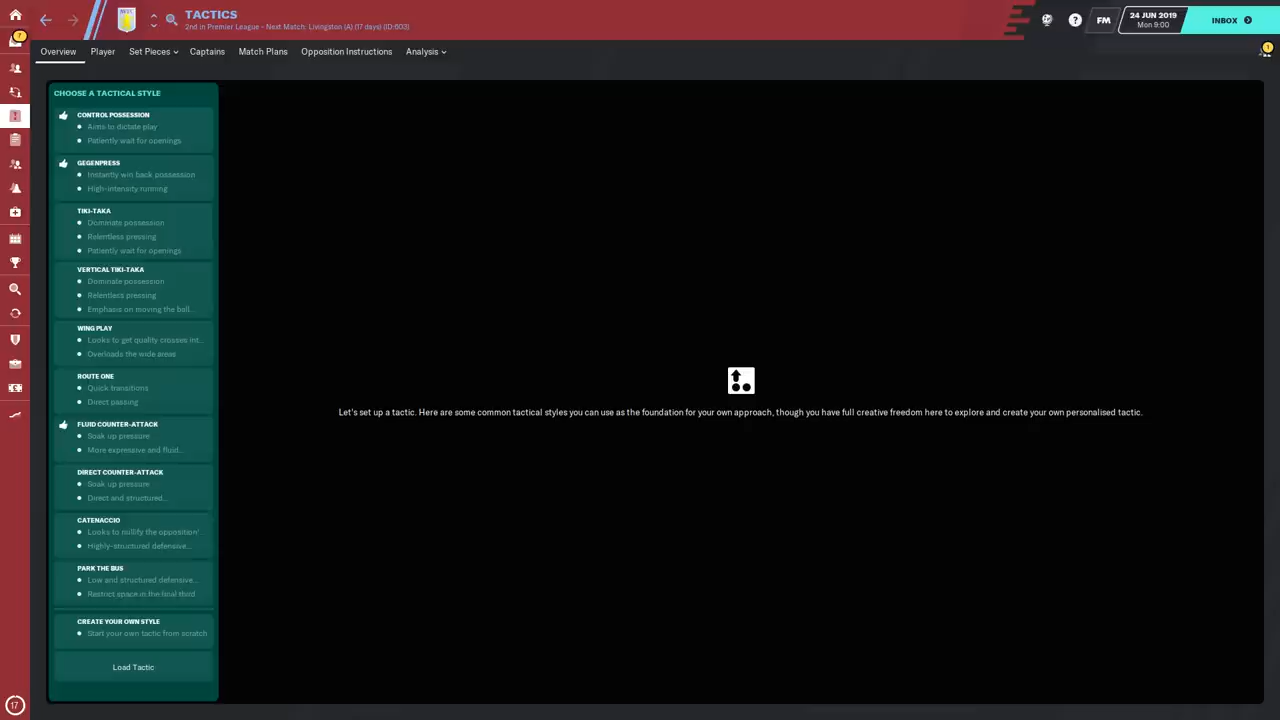 TACTICS
2nd in Premier League - Next Match: Livingston (A) (17 days) (ID:603)
FM
24 JUN 2019
Mon 9:00
INBOX
7
Overview
Player
Set Pieces
Captains
Match Plans
Opposition Instructions
Analysis
1
CHOOSE A TACTICAL STYLE
CONTROL POSSESSION
Aims to dictate play
Patiently wait for openings
GEGENPRESS
Instantly win back possession
High-intensity running
TIKI-TAKA
Dominate possession
Relentless pressing
Patiently wait for openings
VERTICAL TIKI-TAKA
Dominate possession
Relentless pressing
Emphasis on moving the ball...
WING PLAY
Looks to get quality crosses int...
Overloads the wide areas
ROUTE ONE
Quick transitions
Direct passing
FLUID COUNTER-ATTACK
Soak up pressure
More expressive and fluid...
DIRECT COUNTER-ATTACK
Soak up pressure
Direct and structured...
CATENACCIO
Looks to nullify the opposition'
Highly-structured defensive...
PARK THE BUS
Low and structured defensive...
Restrict space in the final third
CREATE YOUR OWN STYLE
Start your own tactic from scratch
Load Tactic
Let's set up a tactic. Here are some common tactical styles you can use as the foundation for your own approach, though you have full creative freedom here to explore and create your own personalised tactic.
17